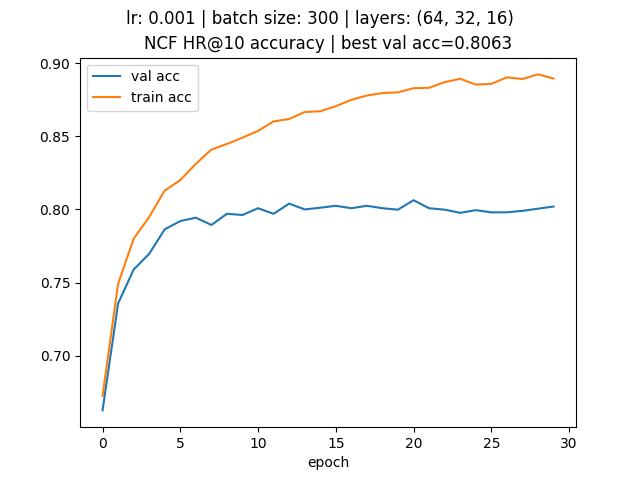 lr: 0.001 | batch size: 300 | layers: (64, 32, 16)
NCF HR@10 accuracy | best val acc=0.8063
val acc
train acc
0.90
0.85
0.80
0.75
0.70
0 5 10 15 20 25 30
epoch